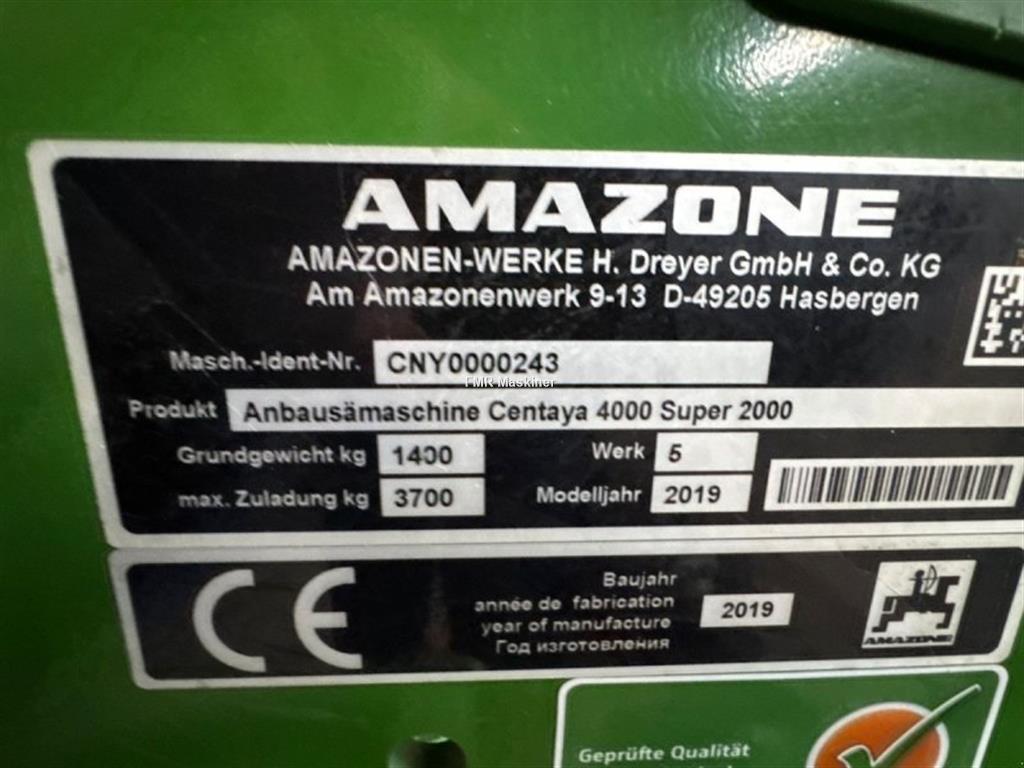 AMAZONE
AMAZONEN-WERKE H. Dreyer GmbH & Co. KG
Am Amazonenwerk 9-13 D-49205 Hasbergen
Masch.-Ident-Nr. CNY0000243
FMR Maskiner
Produkt Anbausämaschine Centaya 4000 Super 2000
Grundgewicht kg 1400 Werk 5
max. Zuladung kg 3700 Modelljahr 2019
CE
Baujahr
année de fabrication
year of manufacture
Год изготовления
2019
AMAZONE
Geprüfte Qualität